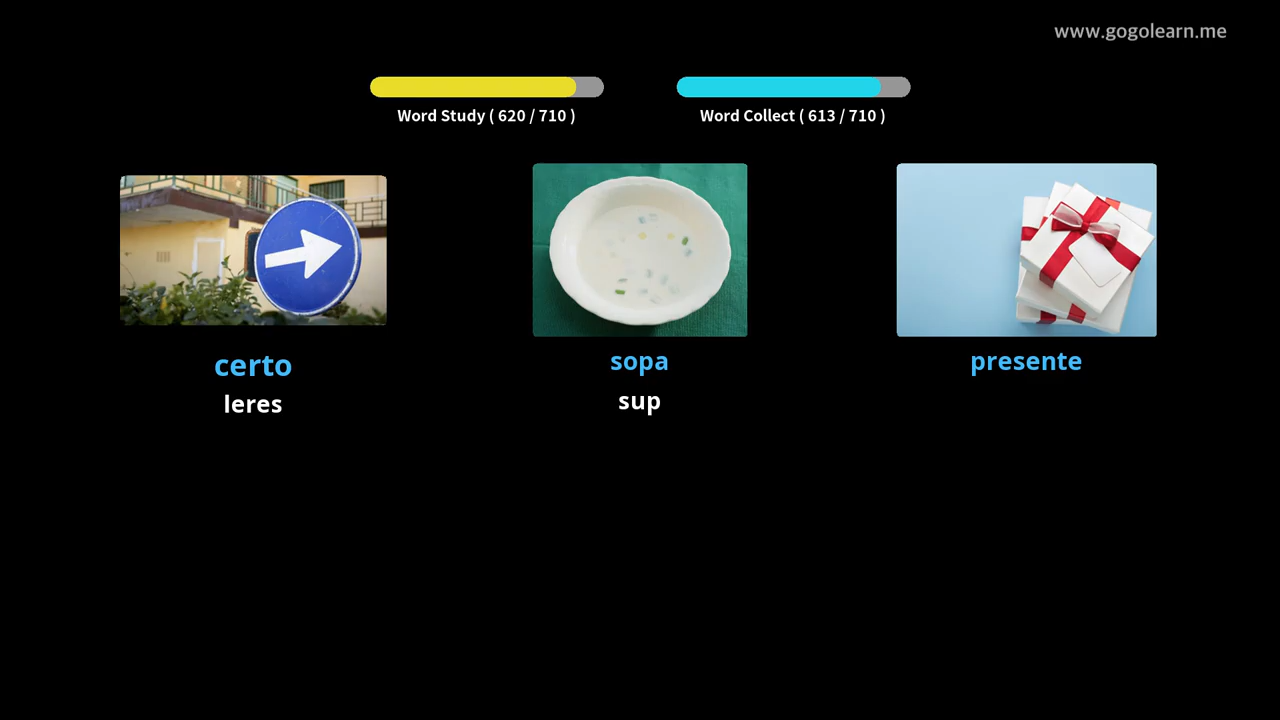 www.gogolearn.me
Word Study ( 620 / 710 )
Word Collect ( 613 / 710 )
certo
leres
sopa
sup
presente